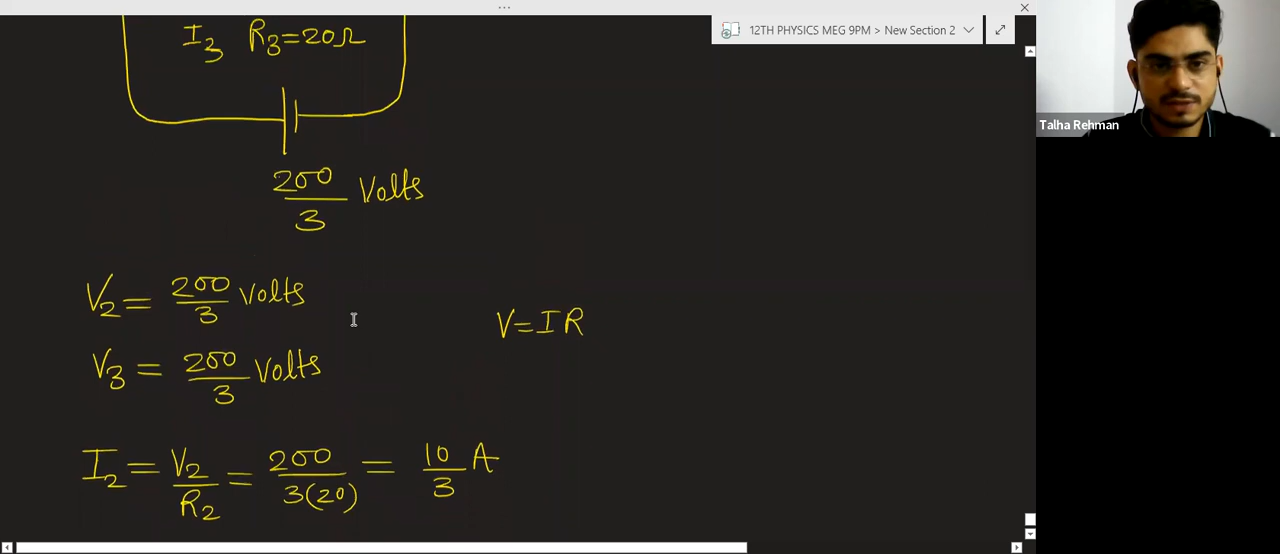 12TH PHYSICS MEG 9PM > New Section 2
Talha Rehman
I₃ R₃=20Ω
200/3 Volts
V₂ = 200/3 volts
V=IR
V₃ = 200/3 volts
I₂ = V₂/R₂ = 200/3(20) = 10/3 A